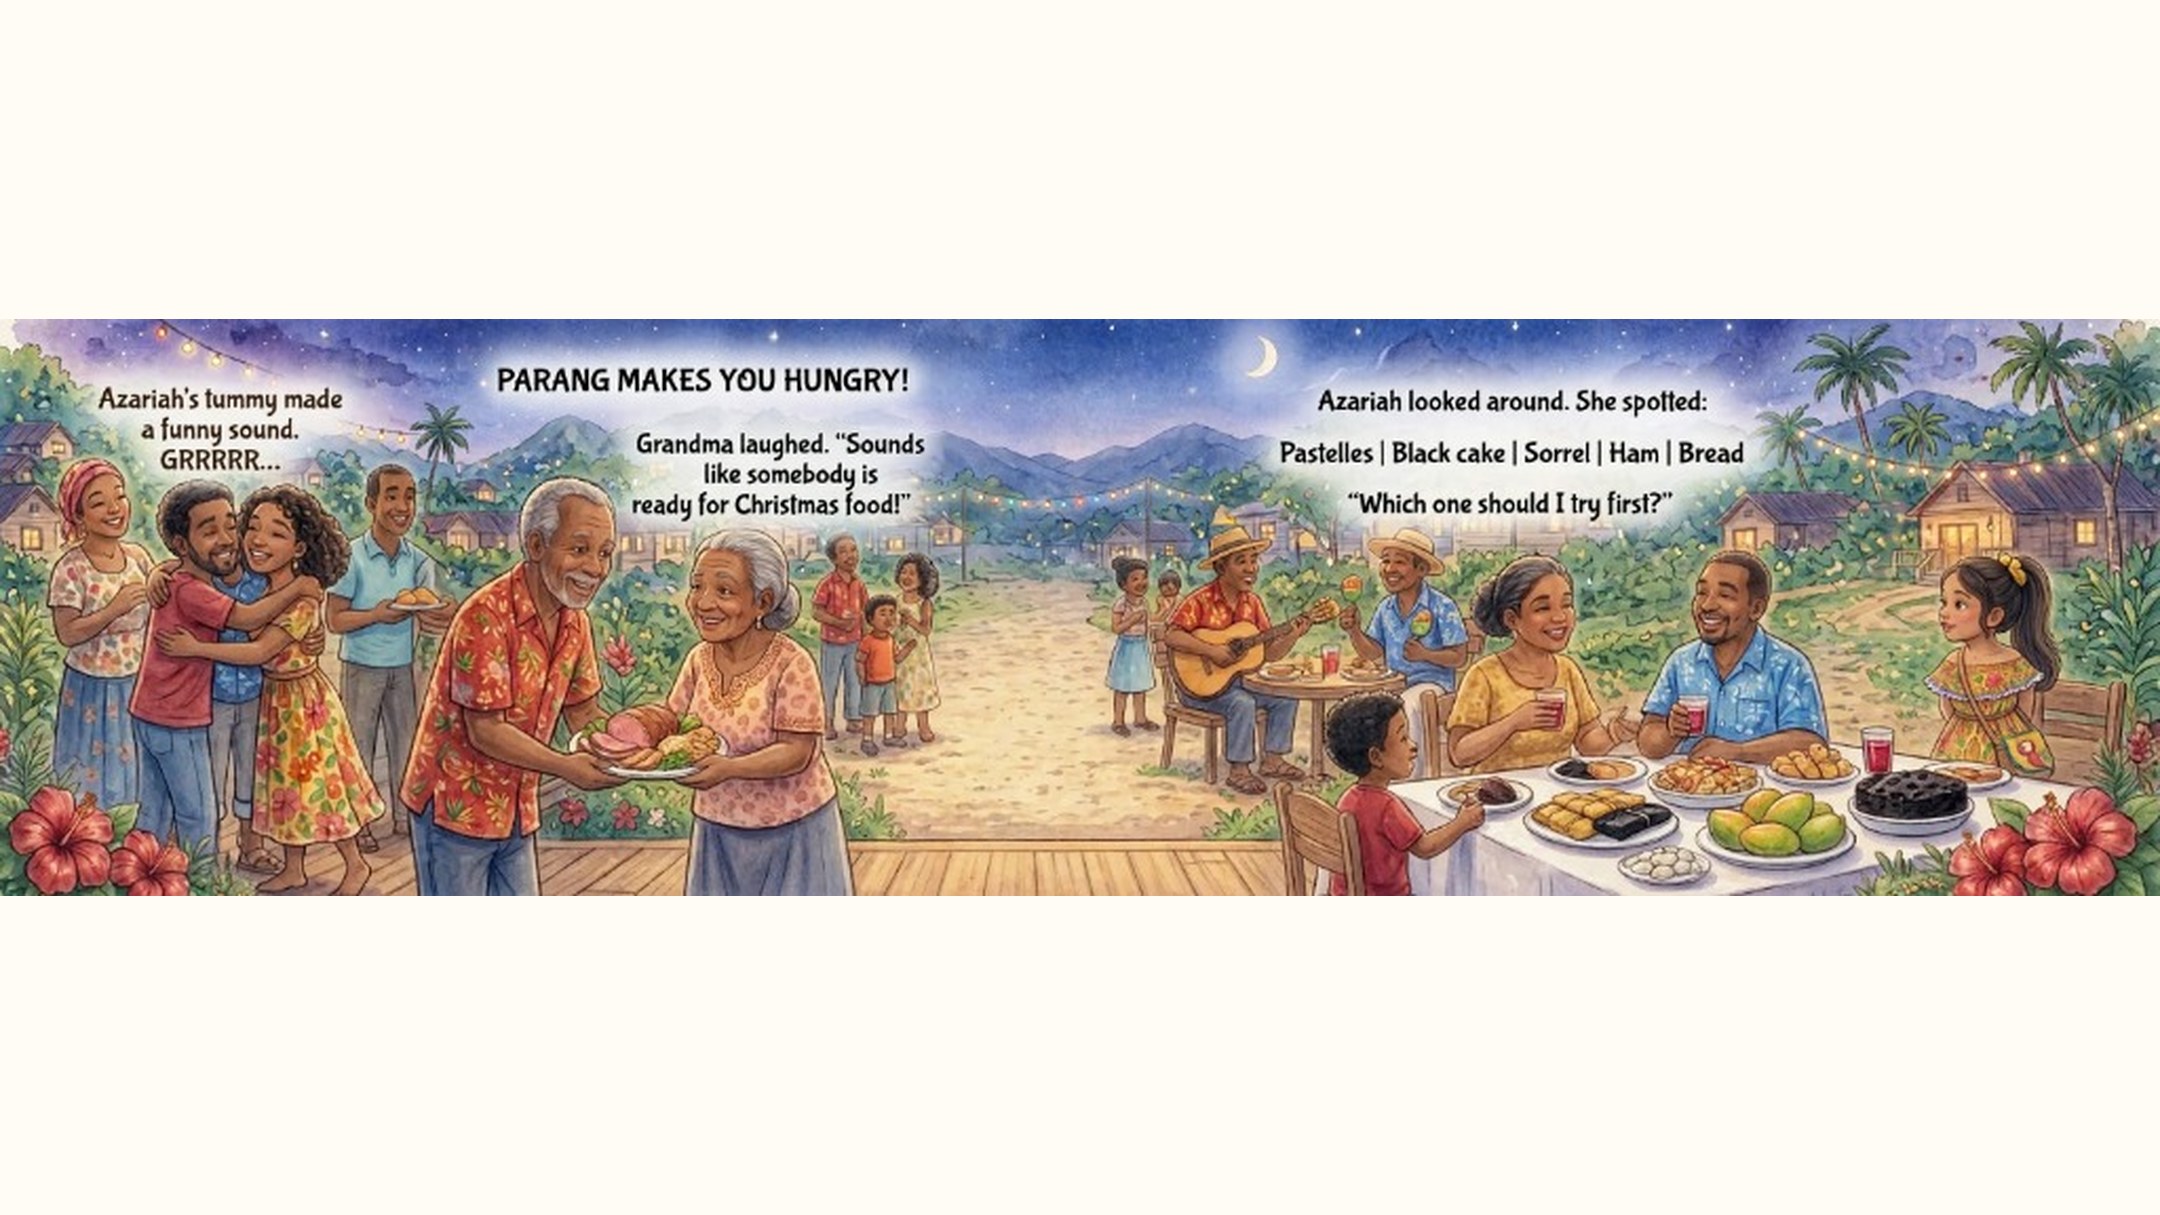 PARANG MAKES YOU HUNGRY!
Azariah's tummy made
a funny sound.
GRRRRR...
Grandma laughed. “Sounds
like somebody is
ready for Christmas food!”
Azariah looked around. She spotted:
Pastelles | Black cake | Sorrel | Ham | Bread
“Which one should I try first?”